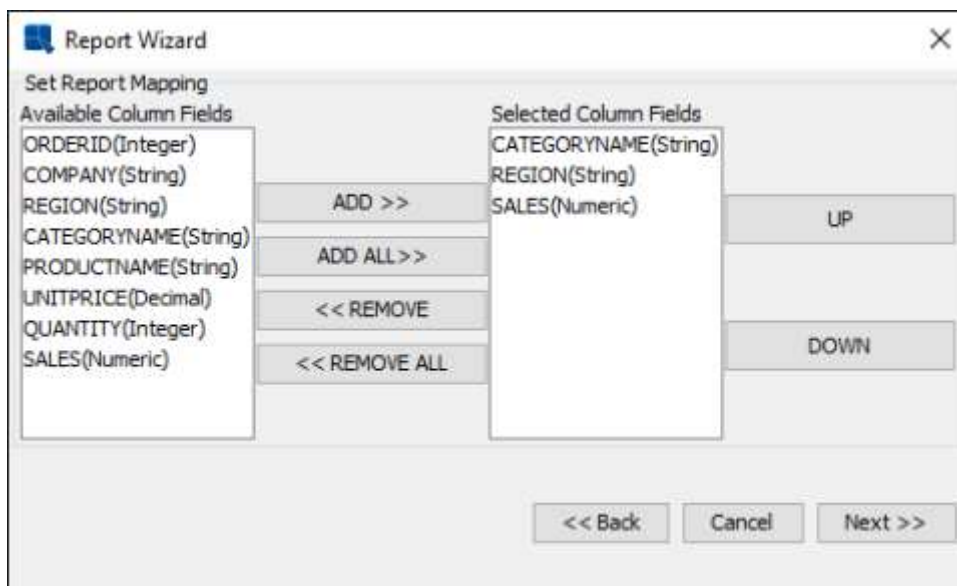 Report Wizard
Set Report Mapping
Available Column Fields
ORDERID(Integer)
COMPANY(String)
REGION(String)
CATEGORYNAME(String)
PRODUCTNAME(String)
UNITPRICE(Decimal)
QUANTITY(Integer)
SALES(Numeric)
ADD >>
ADD ALL>>
<< REMOVE
<< REMOVE ALL
Selected Column Fields
CATEGORYNAME(String)
REGION(String)
SALES(Numeric)
UP
DOWN
<< Back
Cancel
Next >>